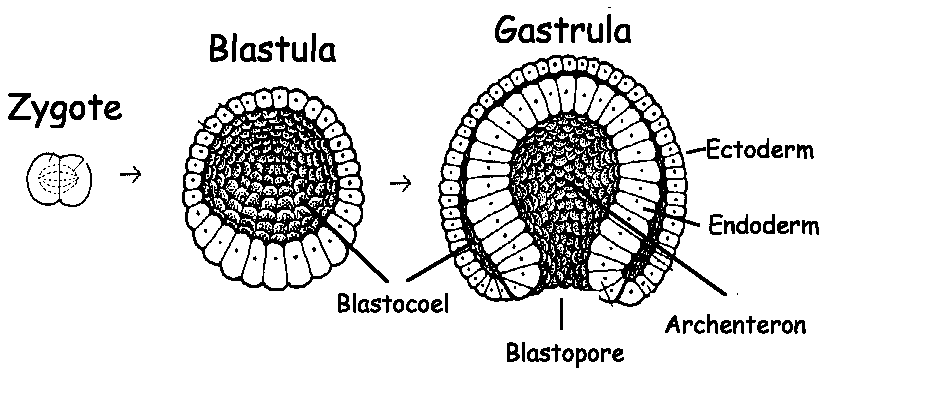 Zygote
Blastula
Gastrula
Ectoderm
Endoderm
Blastocoel
Archenteron
Blastopore